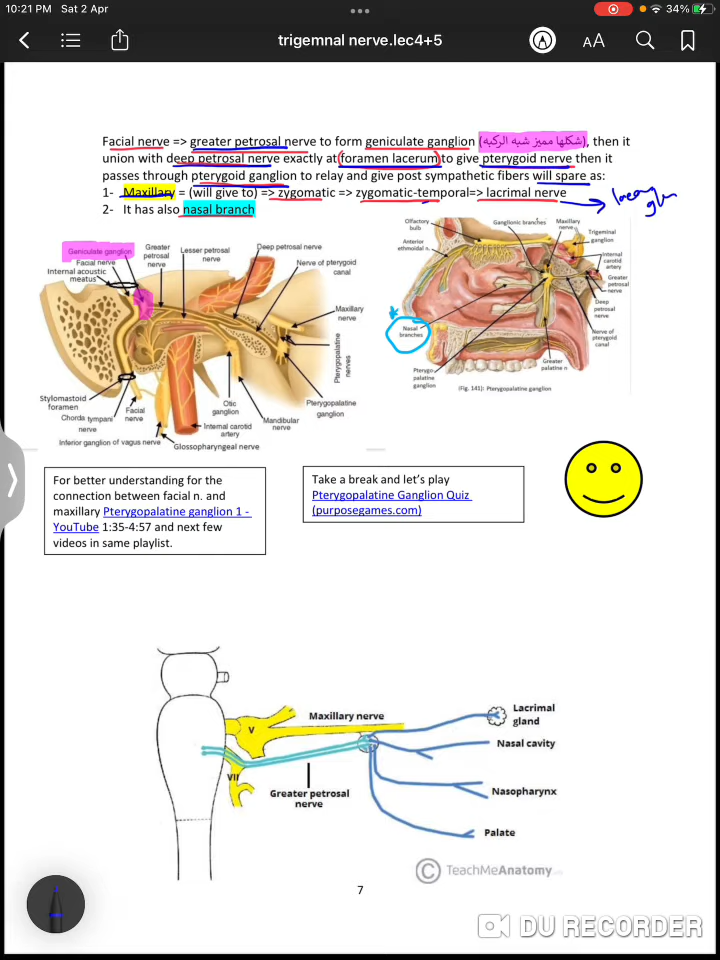 10:21 PM Sat 2 Apr
34%
trigemnal nerve.lec4+5
AA
Facial nerve => greater petrosal nerve to form geniculate ganglion (شكلها مميز شبه الركبه), then it
union with deep petrosal nerve exactly at (foramen lacerum) to give pterygoid nerve then it
passes through pterygoid ganglion to relay and give post sympathetic fibers will spare as:
1- Maxillary = (will give to) => zygomatic => zygomatic-temporal=> lacrimal nerve
2- It has also nasal branch
Geniculate ganglion
Facial nerve
Internal acoustic
meatus
Greater
petrosal
nerve
Lesser petrosal
nerve
Deep petrosal nerve
Nerve of pterygoid
canal
Maxillary
nerve
Pterygopalatine
nerves
Pterygopalatine
ganglion
Stylomastoid
foramen
Chorda tympani
nerve
Facial
nerve
Inferior ganglion of vagus nerve
Glossopharyngeal nerve
Internal carotid
artery
Otic
ganglion
Mandibular
nerve
Olfactory
bulb
Anterior
ethmoidal n.
Ganglionic branches
Maxillary
nerve
Trigeminal
ganglion
Internal
carotid
artery
Greater
petrosal
nerve
Deep
petrosal
nerve
Nerve of
pterygoid
canal
Nasal
branches
Pterygo-
palatine
ganglion
Greater
palatine n
(Fig. 141): Pterygopalatine ganglion
For better understanding for the
connection between facial n. and
maxillary Pterygopalatine ganglion 1 -
YouTube 1:35-4:57 and next few
videos in same playlist.
Take a break and let's play
Pterygopalatine Ganglion Quiz
(purposegames.com)
V
VII
Maxillary nerve
Greater petrosal
nerve
Lacrimal
gland
Nasal cavity
Nasopharynx
Palate
© TeachMeAnatomy
7
DU RECORDER